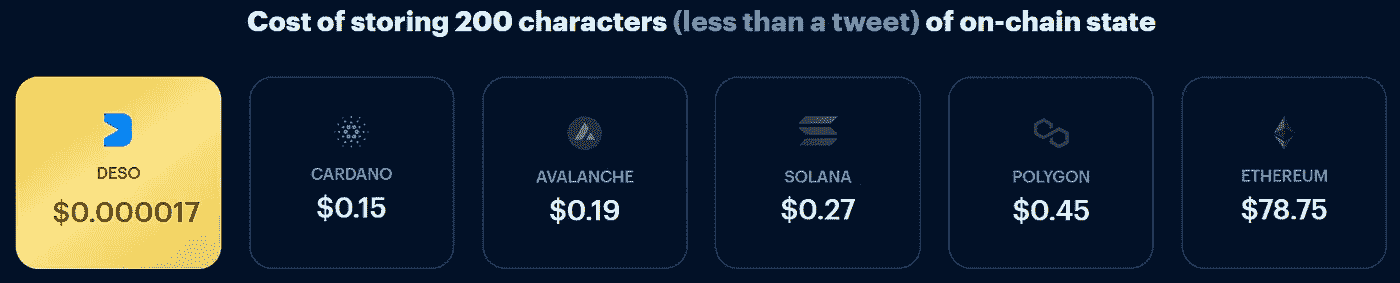 Cost of storing 200 characters (less than a tweet) of on-chain state
DESO
$0.000017
CARDANO
$0.15
AVALANCHE
$0.19
SOLANA
$0.27
POLYGON
$0.45
ETHEREUM
$78.75